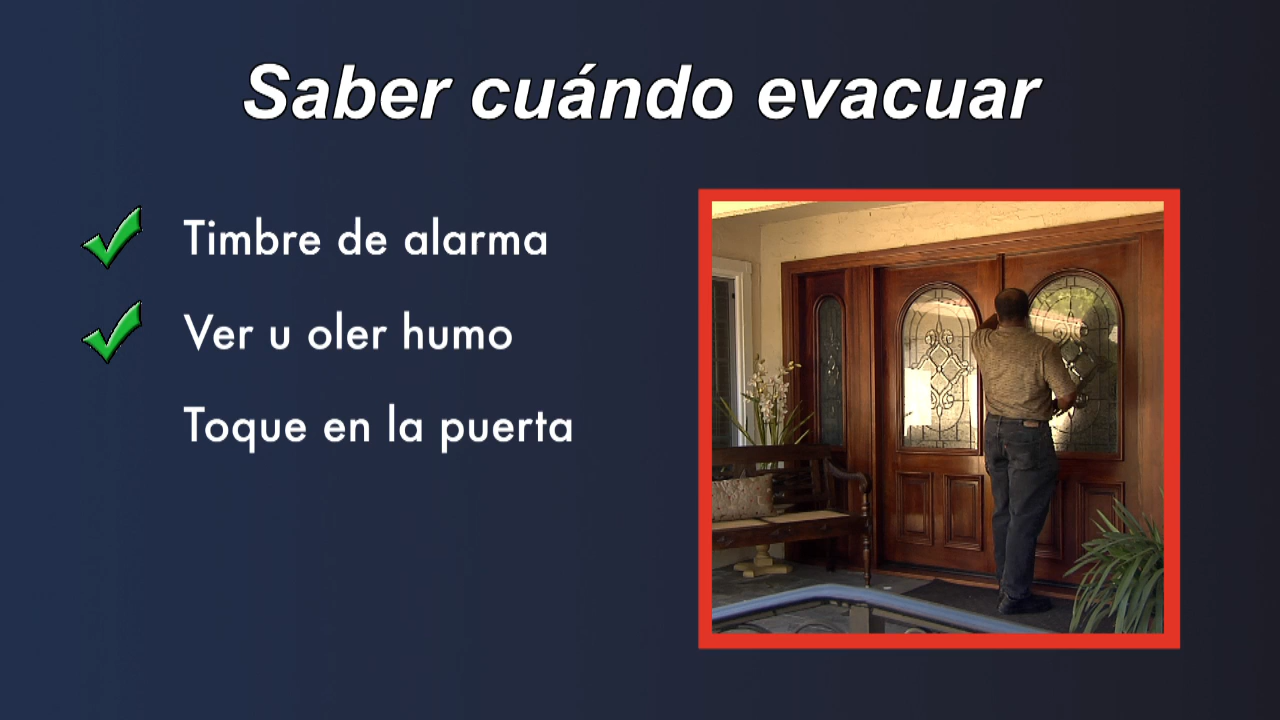 Saber cuándo evacuar
Timbre de alarma
Ver u oler humo
Toque en la puerta